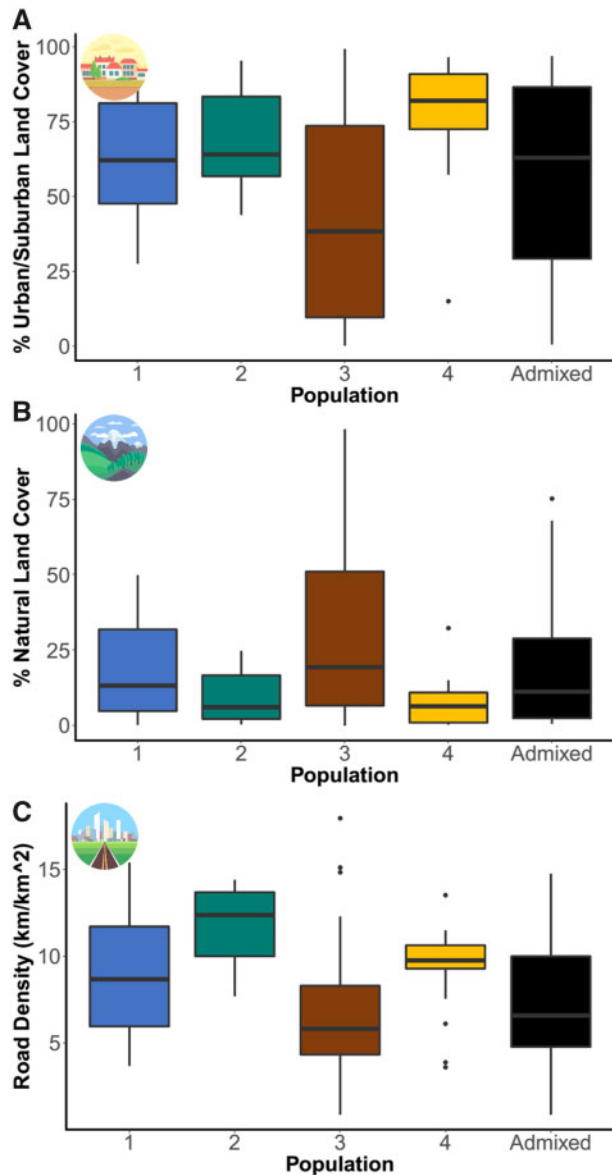 A
% Urban/Suburban Land Cover
100
75
50
25
0
1 2 3 4 Admixed
Population
B
% Natural Land Cover
100
75
50
25
0
1 2 3 4 Admixed
Population
C
Road Density (km/km^2)
15
10
5
1 2 3 4 Admixed
Population